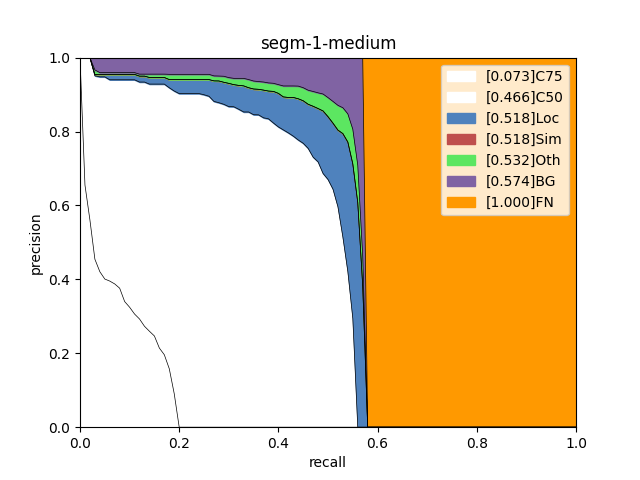 segm-1-medium
1.0
0.8
0.6
0.4
0.2
0.0
precision
[0.073]C75
[0.466]C50
[0.518]Loc
[0.518]Sim
[0.532]Oth
[0.574]BG
[1.000]FN
0.0 0.2 0.4 0.6 0.8 1.0
recall